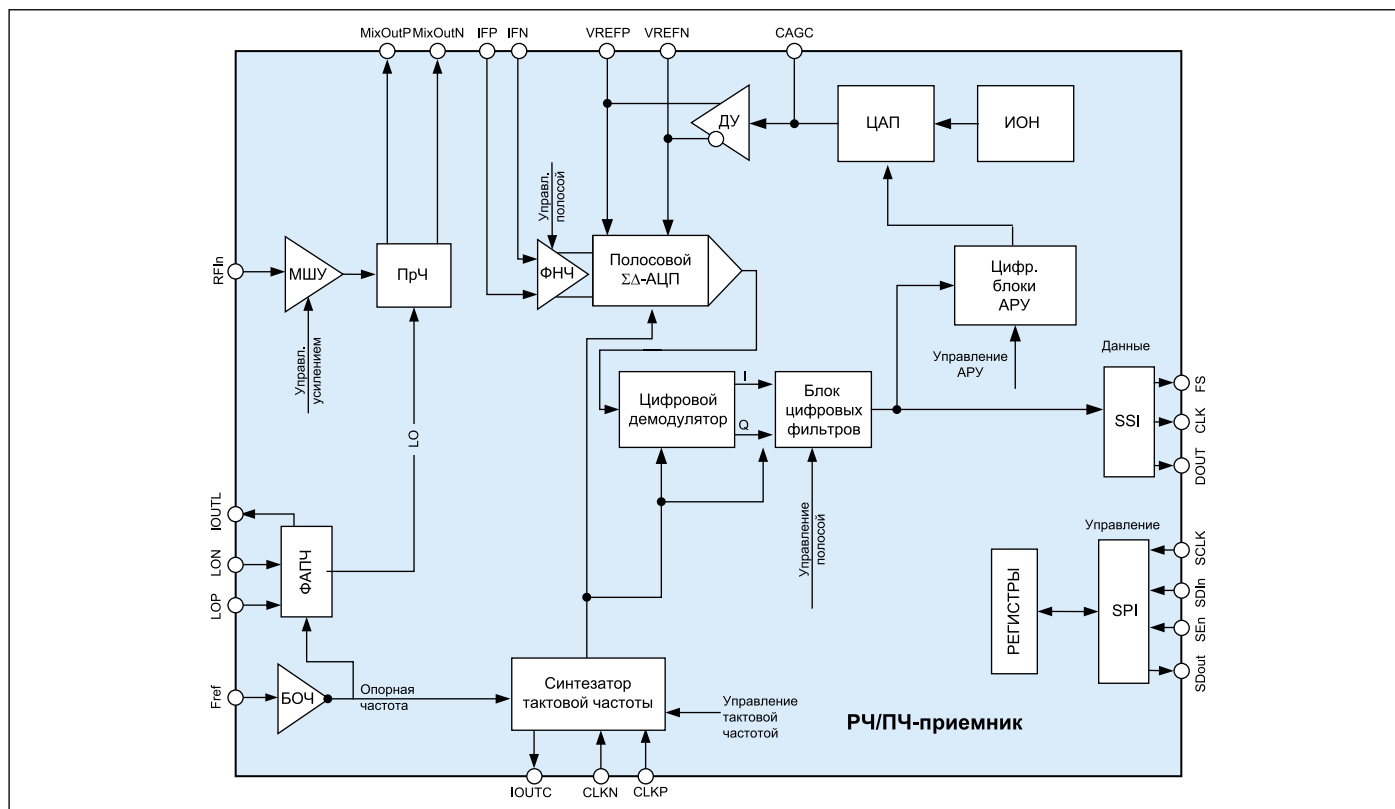 MixOutP MixOutN IFP IFN VREFP VREFN CAGC
ДУ
ЦАП
ИОН
Управл.
полосой
RFIn
МШУ
ПрЧ
ФНЧ
Полосовой
ΣΔ-АЦП
Цифр.
блоки
АРУ
Управл.
усилением
Управление
АРУ
Данные
FS
CLK
DOUT
SSI
I
Q
Цифровой
демодулятор
Блок
цифровых
фильтров
LO
IOUTL
LON
LOP
ФАПЧ
Управление
полосой
Управление
SCLK
SDIn
SEn
SDout
SPI
РЕГИСТРЫ
Fref
БОЧ
Опорная
частота
Синтезатор
тактовой частоты
Управление
тактовой
частотой
РЧ/ПЧ-приемник
IOUTC CLKN CLKP